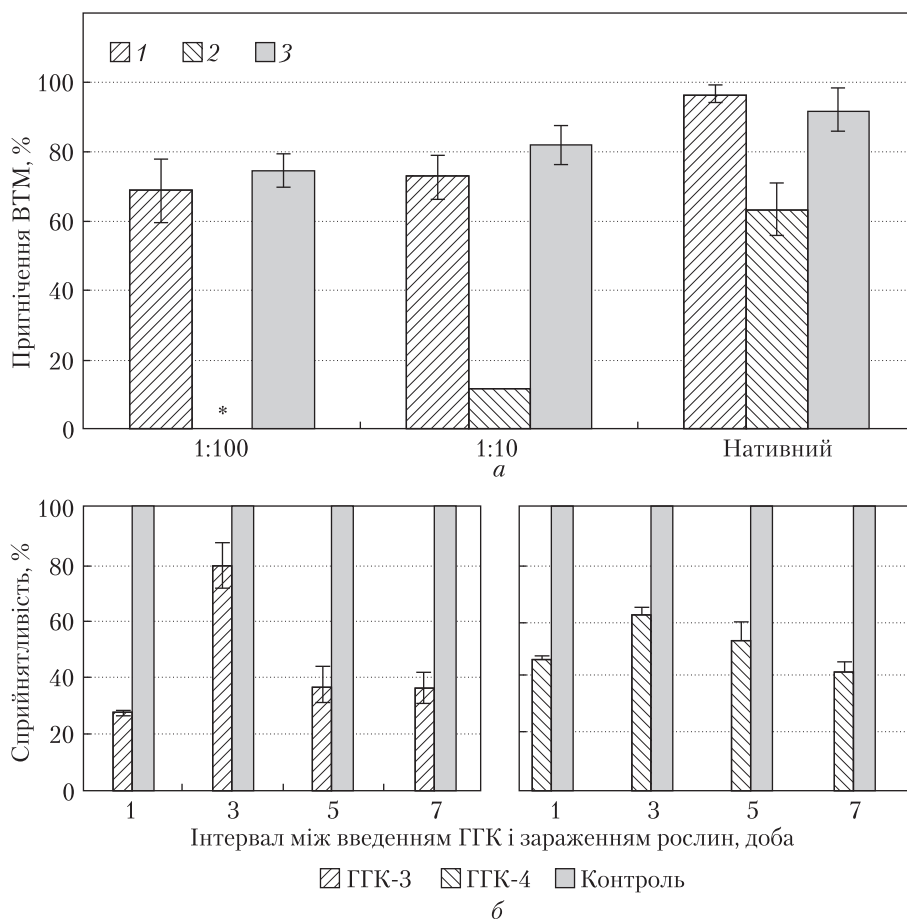 1 2 3
Пригнічення ВТМ, %
100
80
60
40
20
0
*
1:100 1:10 Нативний
а
Сприйнятливість, %
100
80
60
40
20
0
1 3 5 7 1 3 5 7
Інтервал між введенням ГГК і зараженням рослин, доба
ГГК-3 ГГК-4 Контроль
б